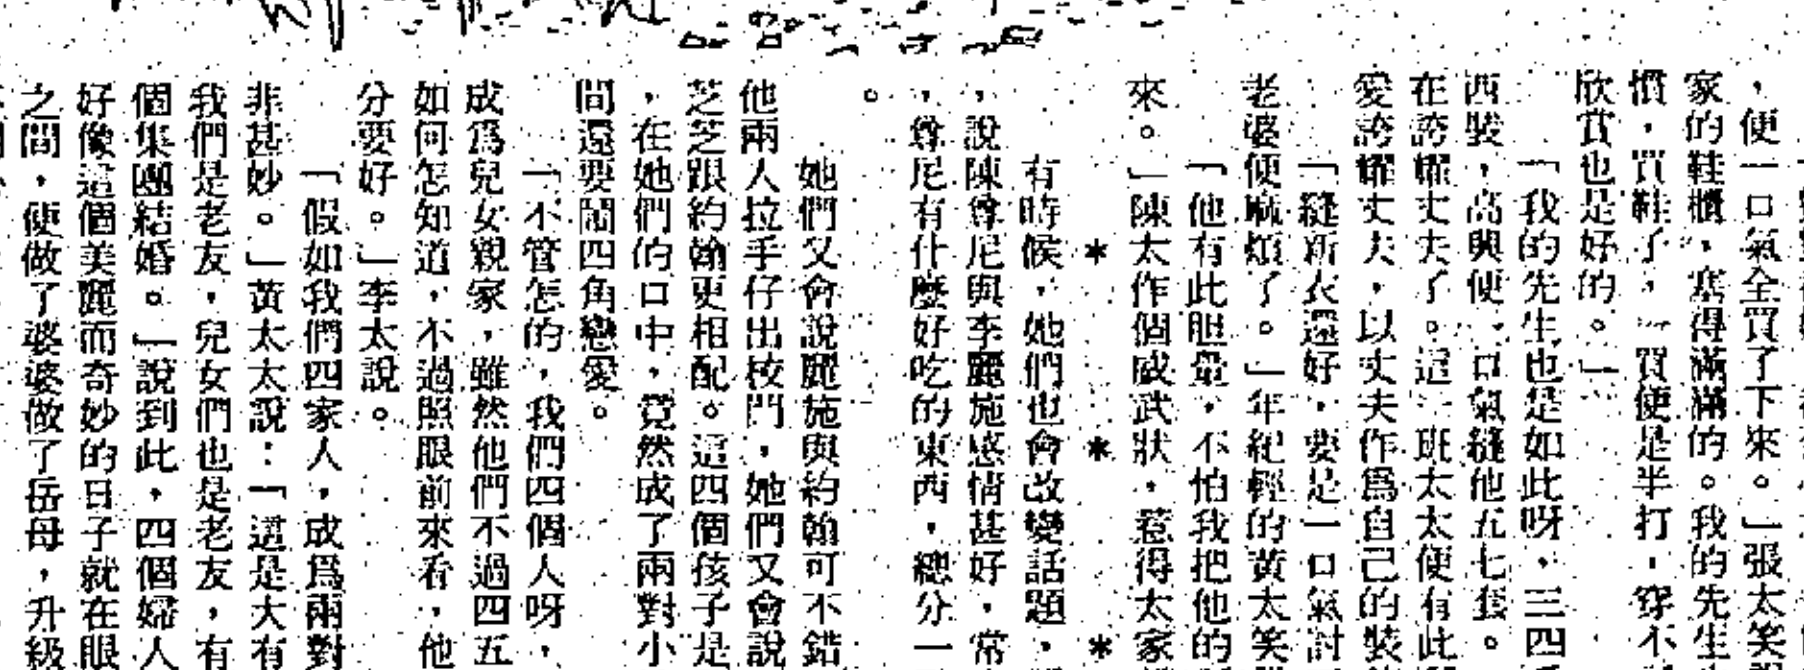 ，便一口氣全買了下來。」張太笑
家的鞋櫃，塞得滿滿的。我的先生
慣，買鞋了，一買便是半打，穿不
欣賞也是好的。」
「我的先生也是如此呀，三四
西裝，高興便一口氣縫他五七套。
在誇耀丈夫了。這一班太太便有此
愛誇耀丈夫，以丈夫作爲自己的裝
「縫新衣還好，要是一口氣討
老婆便麻煩了。」年紀輕的黃太笑
「他有此胆量，不怕我把他的
來。」陳太作個威武狀，惹得太家
＊＊＊
有時候，她們也會改變話題，
，說陳尊尼與李麗施感情甚好，常
，尊尼有什麼好吃的東西，總分一
。
她們又會說麗施與約翰可不錯
他兩人拉手仔出校門，她們又會說
芝芝跟約翰更相配。這四個孩子是
，在她們的口中，竟然成了兩對小
間還要鬧四角戀愛。
「不管怎的，我們四個人呀，
成爲兒女親家，雖然他們不過四五
如何怎知道，不過照眼前來看，他
分要好。」李太說。
「假如我們四家人，成爲兩對
非甚妙。」黃太太說：「這是大有
我們是老友，兒女們也是老友，有
個集團結婚。」說到此，四個婦人
好像這個美麗而奇妙的日子就在眼
之間，便做了婆婆做了岳母，升級